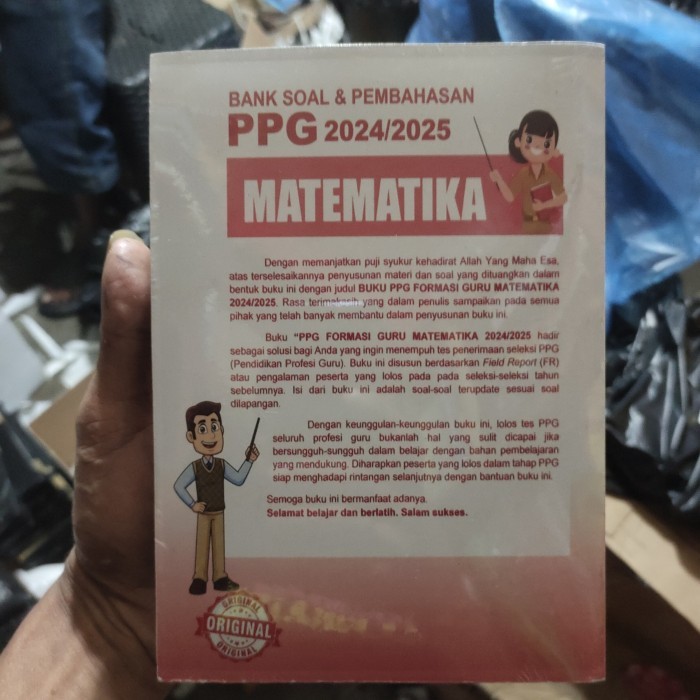 BANK SOAL & PEMBAHASAN
PPG 2024/2025
MATEMATIKA
Dengan memanjatkan puji syukur kehadirat Allah Yang Maha Esa,
atas terselesaikannya penyusunan materi dan soal yang dituangkan dalam
bentuk buku ini dengan judul BUKU PPG FORMASI GURU MATEMATIKA
2024/2025. Rasa terimakasih yang dalam penulis sampaikan pada semua
pihak yang telah banyak membantu dalam penyusunan buku ini.
Buku "PPG FORMASI GURU MATEMATIKA 2024/2025 hadir
sebagai solusi bagi Anda yang ingin menempuh tes penerimaan seleksi PPG
(Pendidikan Profesi Guru). Buku ini disusun berdasarkan Field Report (FR)
atau pengalaman peserta yang lolos pada pada seleksi-seleksi tahun
sebelumnya. Isi dari buku ini adalah soal-soal terupdate sesuai soal
dilapangan.
Dengan keunggulan-keunggulan buku ini, lolos tes PPG
seluruh profesi guru bukanlah hal yang sulit dicapai jika
bersungguh-sungguh dalam belajar dengan bahan pembelajaran
yang mendukung. Diharapkan peserta yang lolos dalam tahap PPG
siap menghadapi rintangan selanjutnya dengan bantuan buku ini.
Semoga buku ini bermanfaat adanya.
Selamat belajar dan berlatih. Salam sukses.
ORIGINAL
ORIGINAL
ORIGINAL